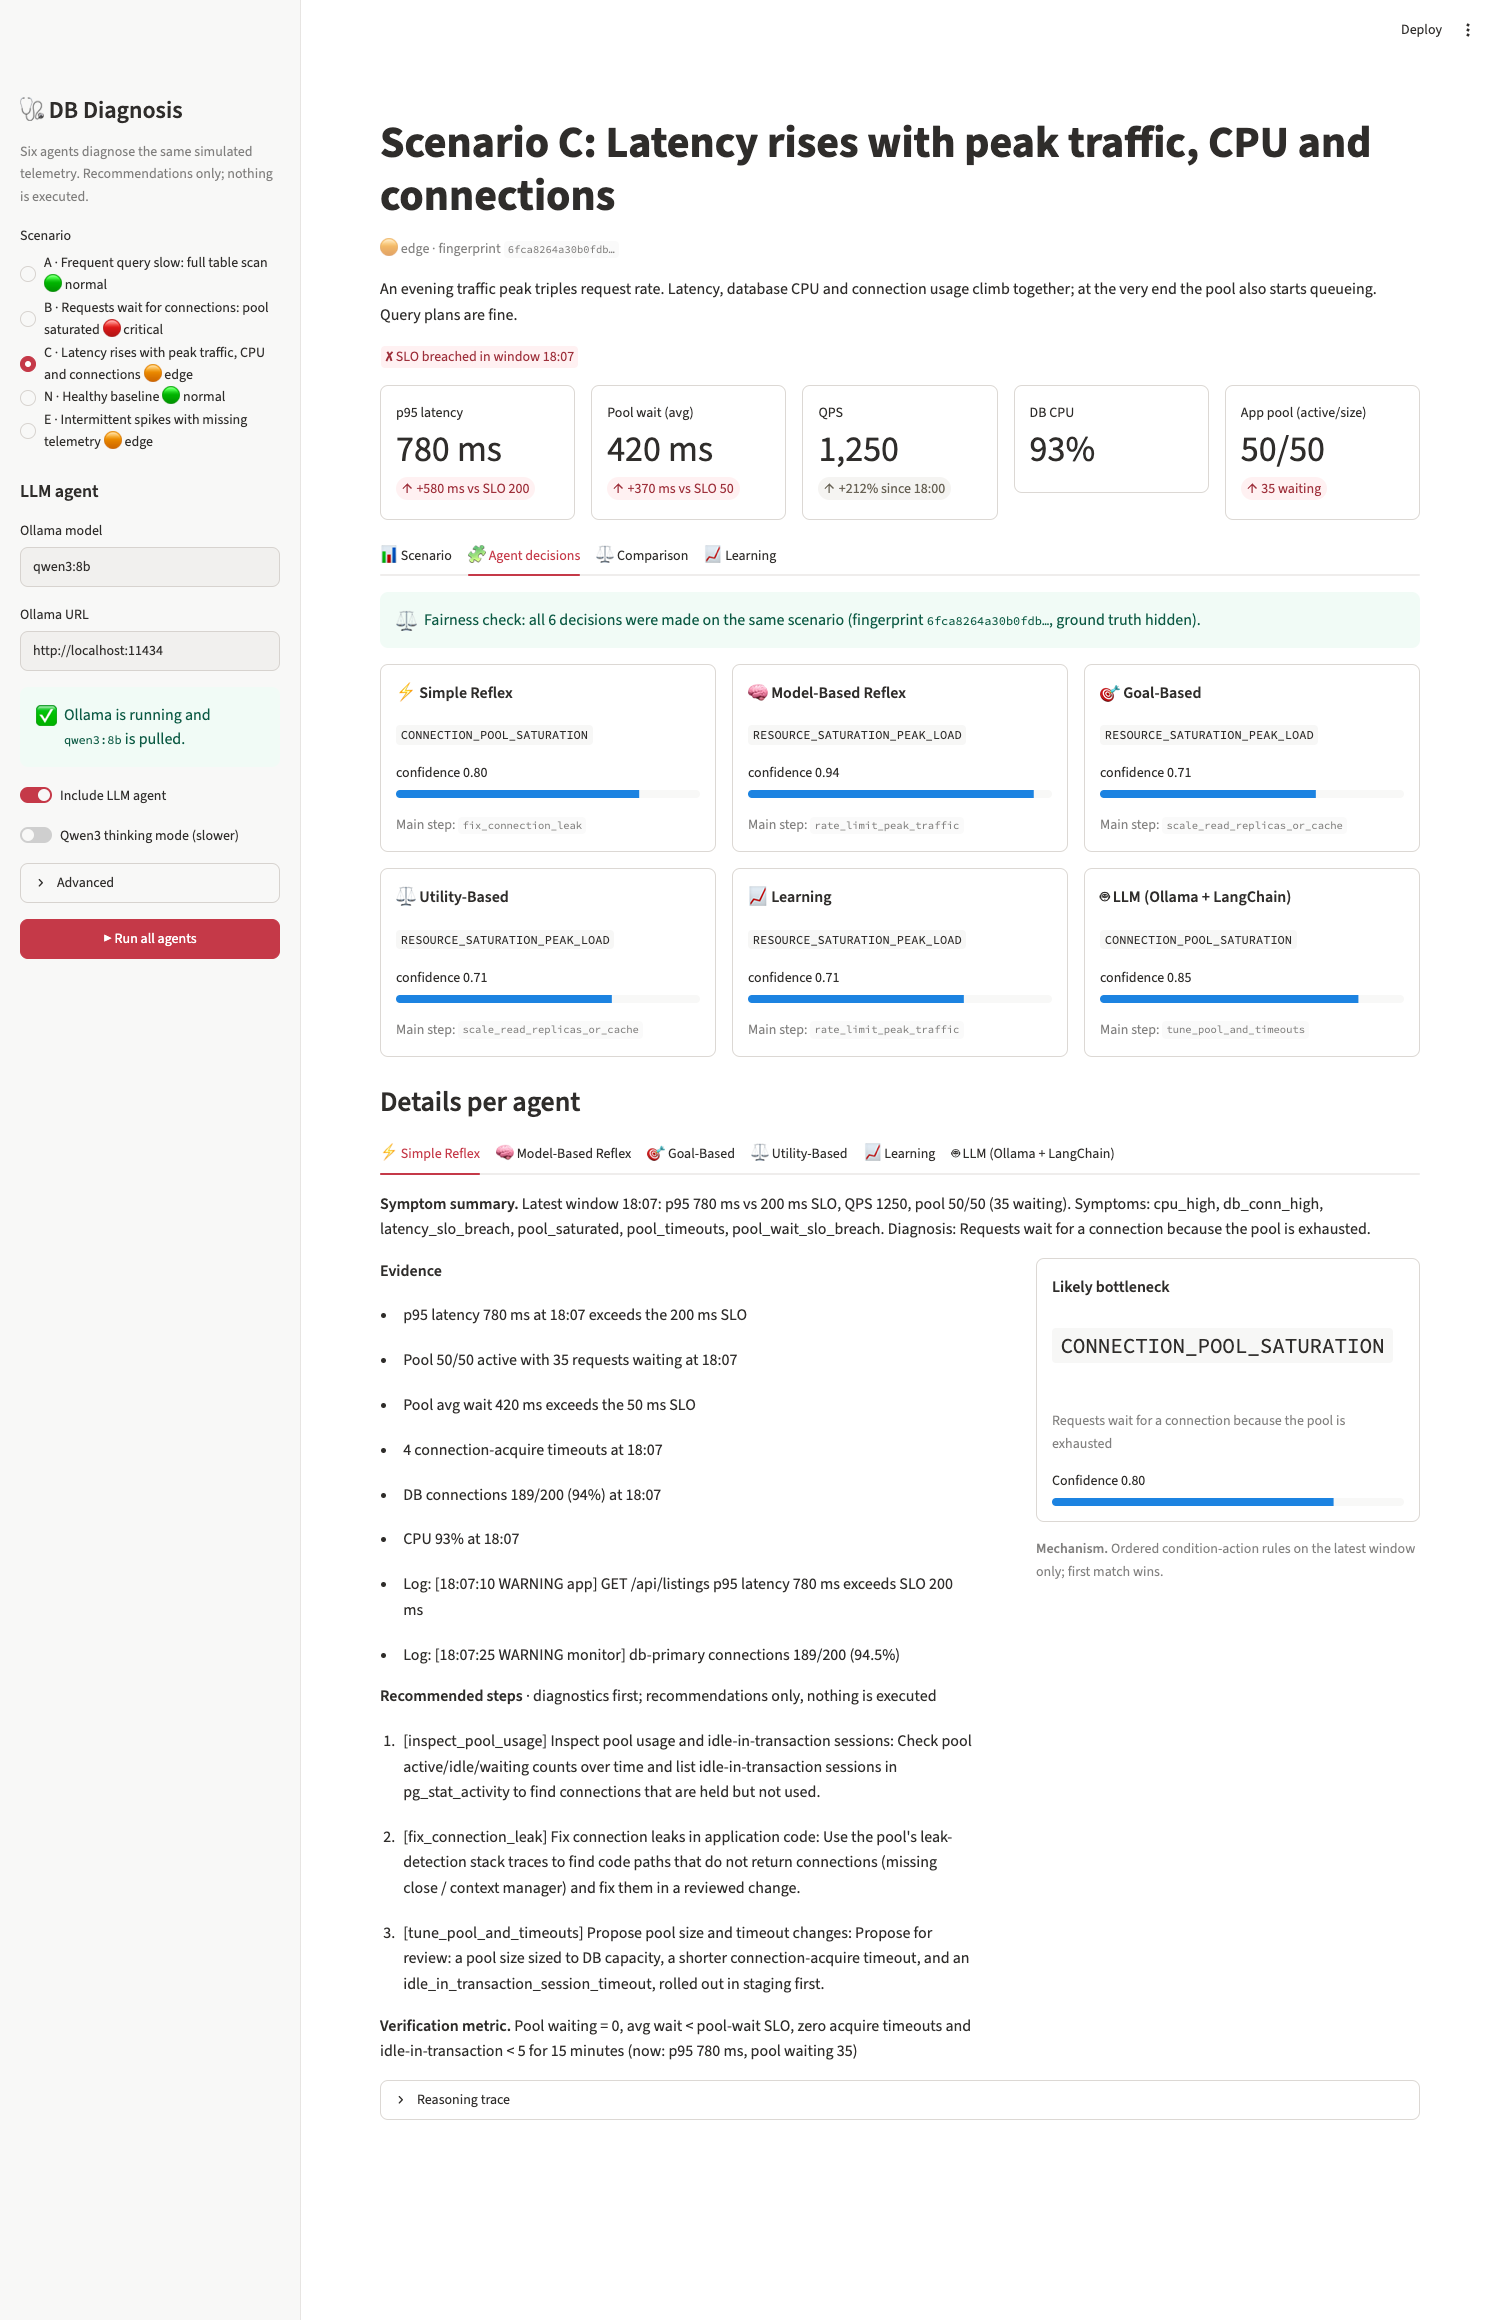 Deploy
DB Diagnosis
Six agents diagnose the same simulated
telemetry. Recommendations only; nothing
is executed.
Scenario
A · Frequent query slow: full table scan
normal
B · Requests wait for connections: pool
saturated critical
C · Latency rises with peak traffic, CPU
and connections edge
N · Healthy baseline normal
E · Intermittent spikes with missing
telemetry edge
LLM agent
Ollama model
qwen3:8b
Ollama URL
http://localhost:11434
Ollama is running and
qwen3:8b is pulled.
Include LLM agent
Qwen3 thinking mode (slower)
Advanced
Run all agents
Scenario C: Latency rises with peak traffic, CPU and
connections
edge · fingerprint 6fca8264a30b0fdb…
An evening traffic peak triples request rate. Latency, database CPU and connection usage climb together; at the very end the pool also starts queueing.
Query plans are fine.
✗ SLO breached in window 18:07
p95 latency
780 ms
↑ +580 ms vs SLO 200
Pool wait (avg)
420 ms
↑ +370 ms vs SLO 50
QPS
1,250
↑ +212% since 18:00
DB CPU
93%
App pool (active/size)
50/50
↑ 35 waiting
Scenario Agent decisions Comparison Learning
Fairness check: all 6 decisions were made on the same scenario (fingerprint 6fca8264a30b0fdb…, ground truth hidden).
Simple Reflex
CONNECTION_POOL_SATURATION
confidence 0.80
Main step: fix_connection_leak
Model-Based Reflex
RESOURCE_SATURATION_PEAK_LOAD
confidence 0.94
Main step: rate_limit_peak_traffic
Goal-Based
RESOURCE_SATURATION_PEAK_LOAD
confidence 0.71
Main step: scale_read_replicas_or_cache
Utility-Based
RESOURCE_SATURATION_PEAK_LOAD
confidence 0.71
Main step: scale_read_replicas_or_cache
Learning
RESOURCE_SATURATION_PEAK_LOAD
confidence 0.71
Main step: rate_limit_peak_traffic
LLM (Ollama + LangChain)
CONNECTION_POOL_SATURATION
confidence 0.85
Main step: tune_pool_and_timeouts
Details per agent
Simple Reflex Model-Based Reflex Goal-Based Utility-Based Learning LLM (Ollama + LangChain)
Symptom summary. Latest window 18:07: p95 780 ms vs 200 ms SLO, QPS 1250, pool 50/50 (35 waiting). Symptoms: cpu_high, db_conn_high,
latency_slo_breach, pool_saturated, pool_timeouts, pool_wait_slo_breach. Diagnosis: Requests wait for a connection because the pool is exhausted.
Evidence
• p95 latency 780 ms at 18:07 exceeds the 200 ms SLO
• Pool 50/50 active with 35 requests waiting at 18:07
• Pool avg wait 420 ms exceeds the 50 ms SLO
• 4 connection-acquire timeouts at 18:07
• DB connections 189/200 (94%) at 18:07
• CPU 93% at 18:07
• Log: [18:07:10 WARNING app] GET /api/listings p95 latency 780 ms exceeds SLO 200
ms
• Log: [18:07:25 WARNING monitor] db-primary connections 189/200 (94.5%)
Recommended steps · diagnostics first; recommendations only, nothing is executed
1. [inspect_pool_usage] Inspect pool usage and idle-in-transaction sessions: Check pool
active/idle/waiting counts over time and list idle-in-transaction sessions in
pg_stat_activity to find connections that are held but not used.
2. [fix_connection_leak] Fix connection leaks in application code: Use the pool's leak-
detection stack traces to find code paths that do not return connections (missing
close / context manager) and fix them in a reviewed change.
3. [tune_pool_and_timeouts] Propose pool size and timeout changes: Propose for
review: a pool size sized to DB capacity, a shorter connection-acquire timeout, and an
idle_in_transaction_session_timeout, rolled out in staging first.
Verification metric. Pool waiting = 0, avg wait < pool-wait SLO, zero acquire timeouts and
idle-in-transaction < 5 for 15 minutes (now: p95 780 ms, pool waiting 35)
Likely bottleneck
CONNECTION_POOL_SATURATION
Requests wait for a connection because the pool is
exhausted
Confidence 0.80
Mechanism. Ordered condition-action rules on the latest window
only; first match wins.
Reasoning trace